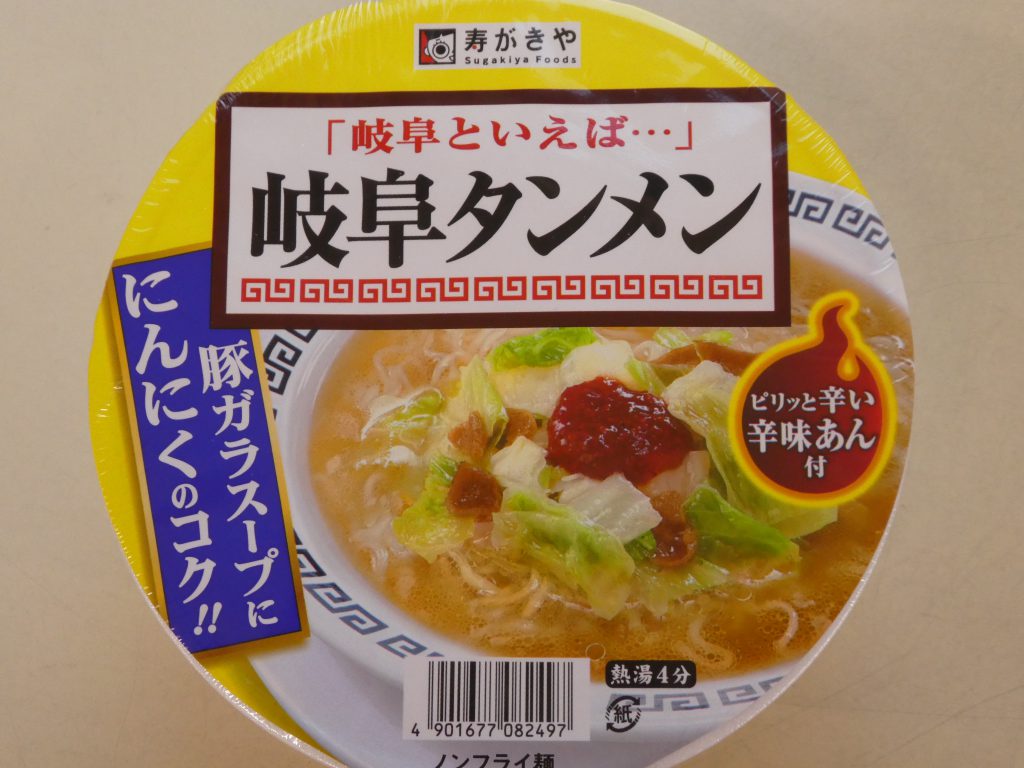 寿がきや
Sugakiya Foods
「岐阜といえば…」
岐阜タンメン
豚ガラスープに
にんにくのコク!!
ピリッと辛い
辛味あん
付
熱湯4分
紙
4 901677 082497
ノンフライ麺